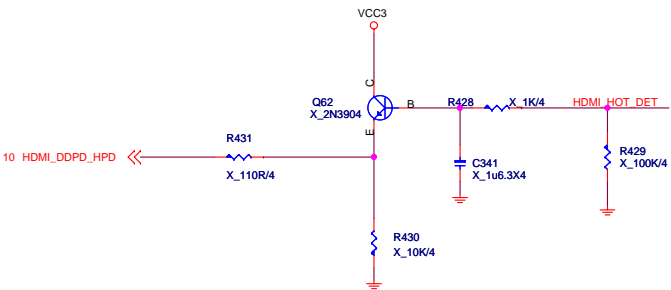 VCC3
C
Q62
X_2N3904
B
R428
X_1K/4
HDMI_HOT_DET
E
R431
10 HDMI_DDPD_HPD
X_110R/4
C341
X_1u6.3X4
R429
X_100K/4
R430
X_10K/4